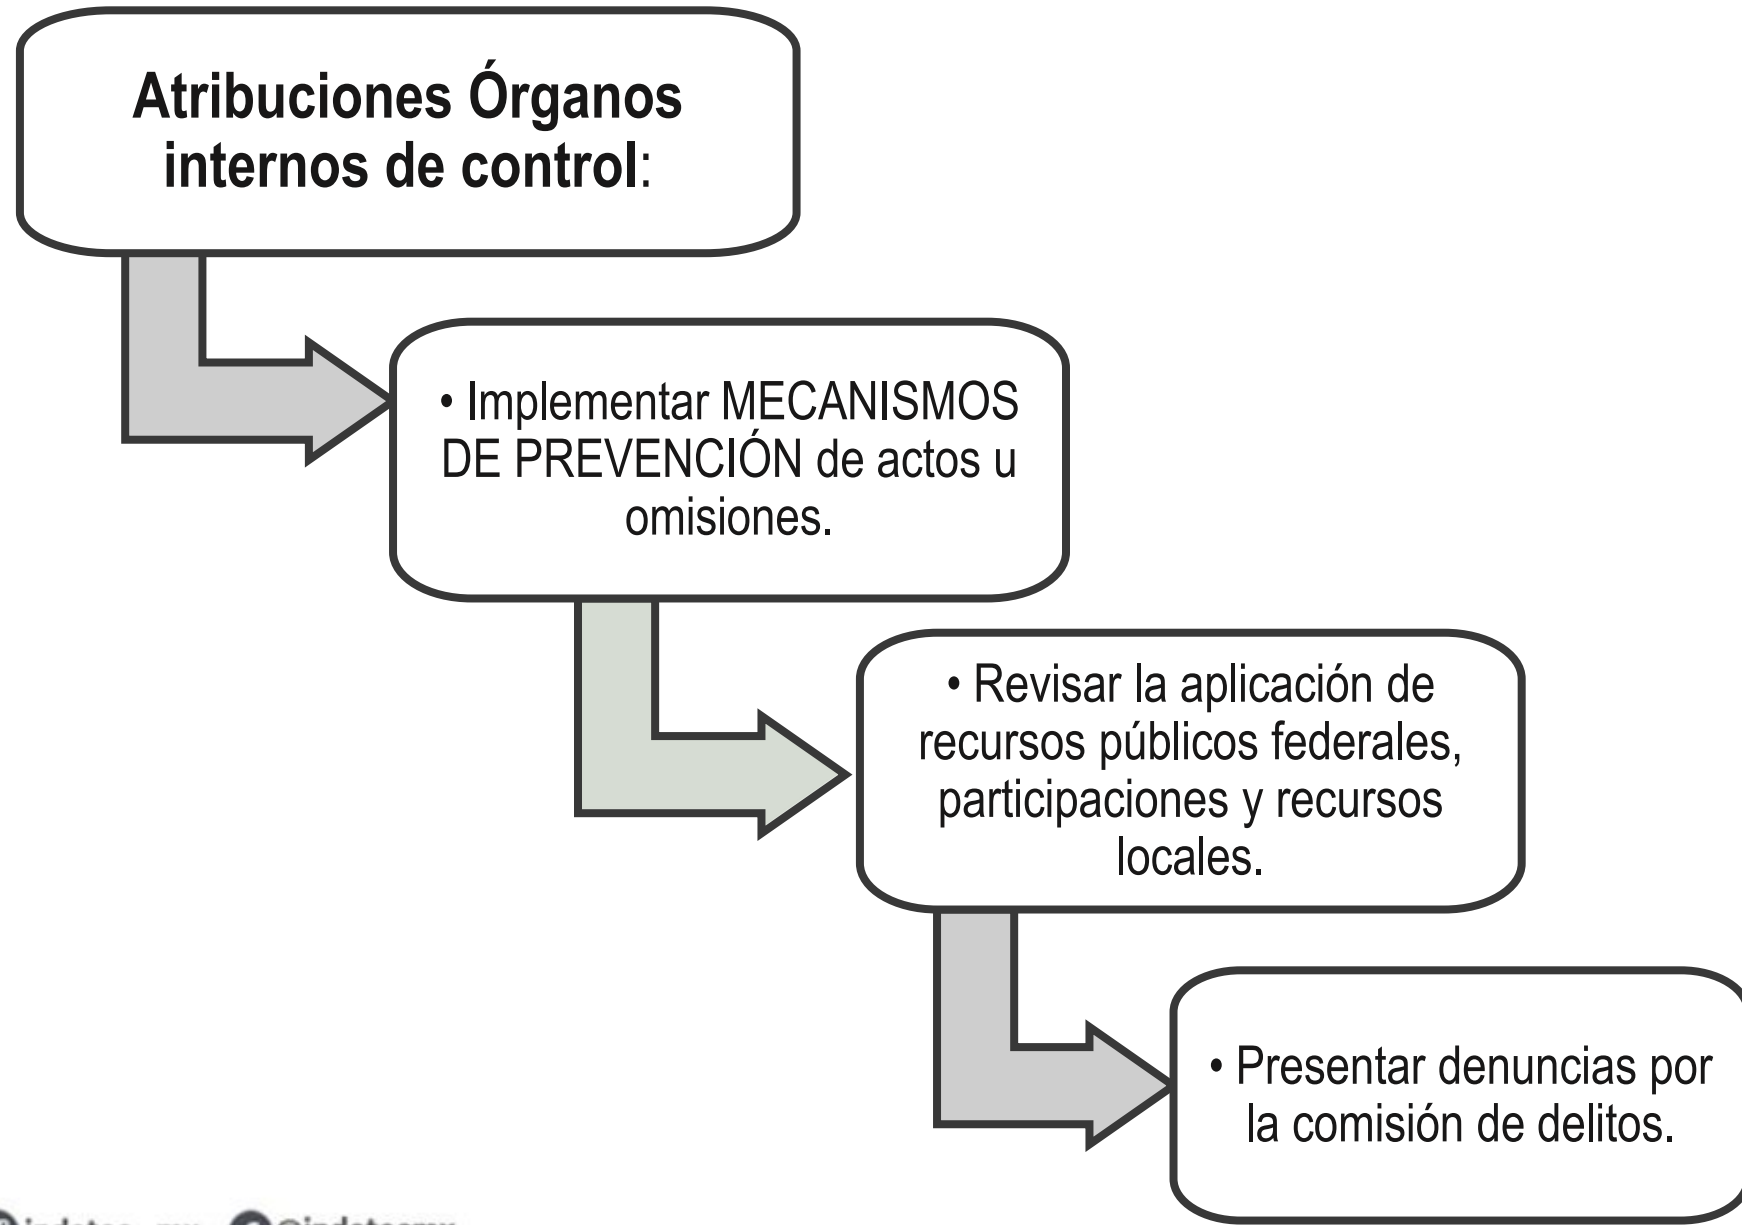 Atribuciones Órganos
internos de control:
• Implementar MECANISMOS
DE PREVENCIÓN de actos u
omisiones.
• Revisar la aplicación de
recursos públicos federales,
participaciones y recursos
locales.
• Presentar denuncias por
la comisión de delitos.